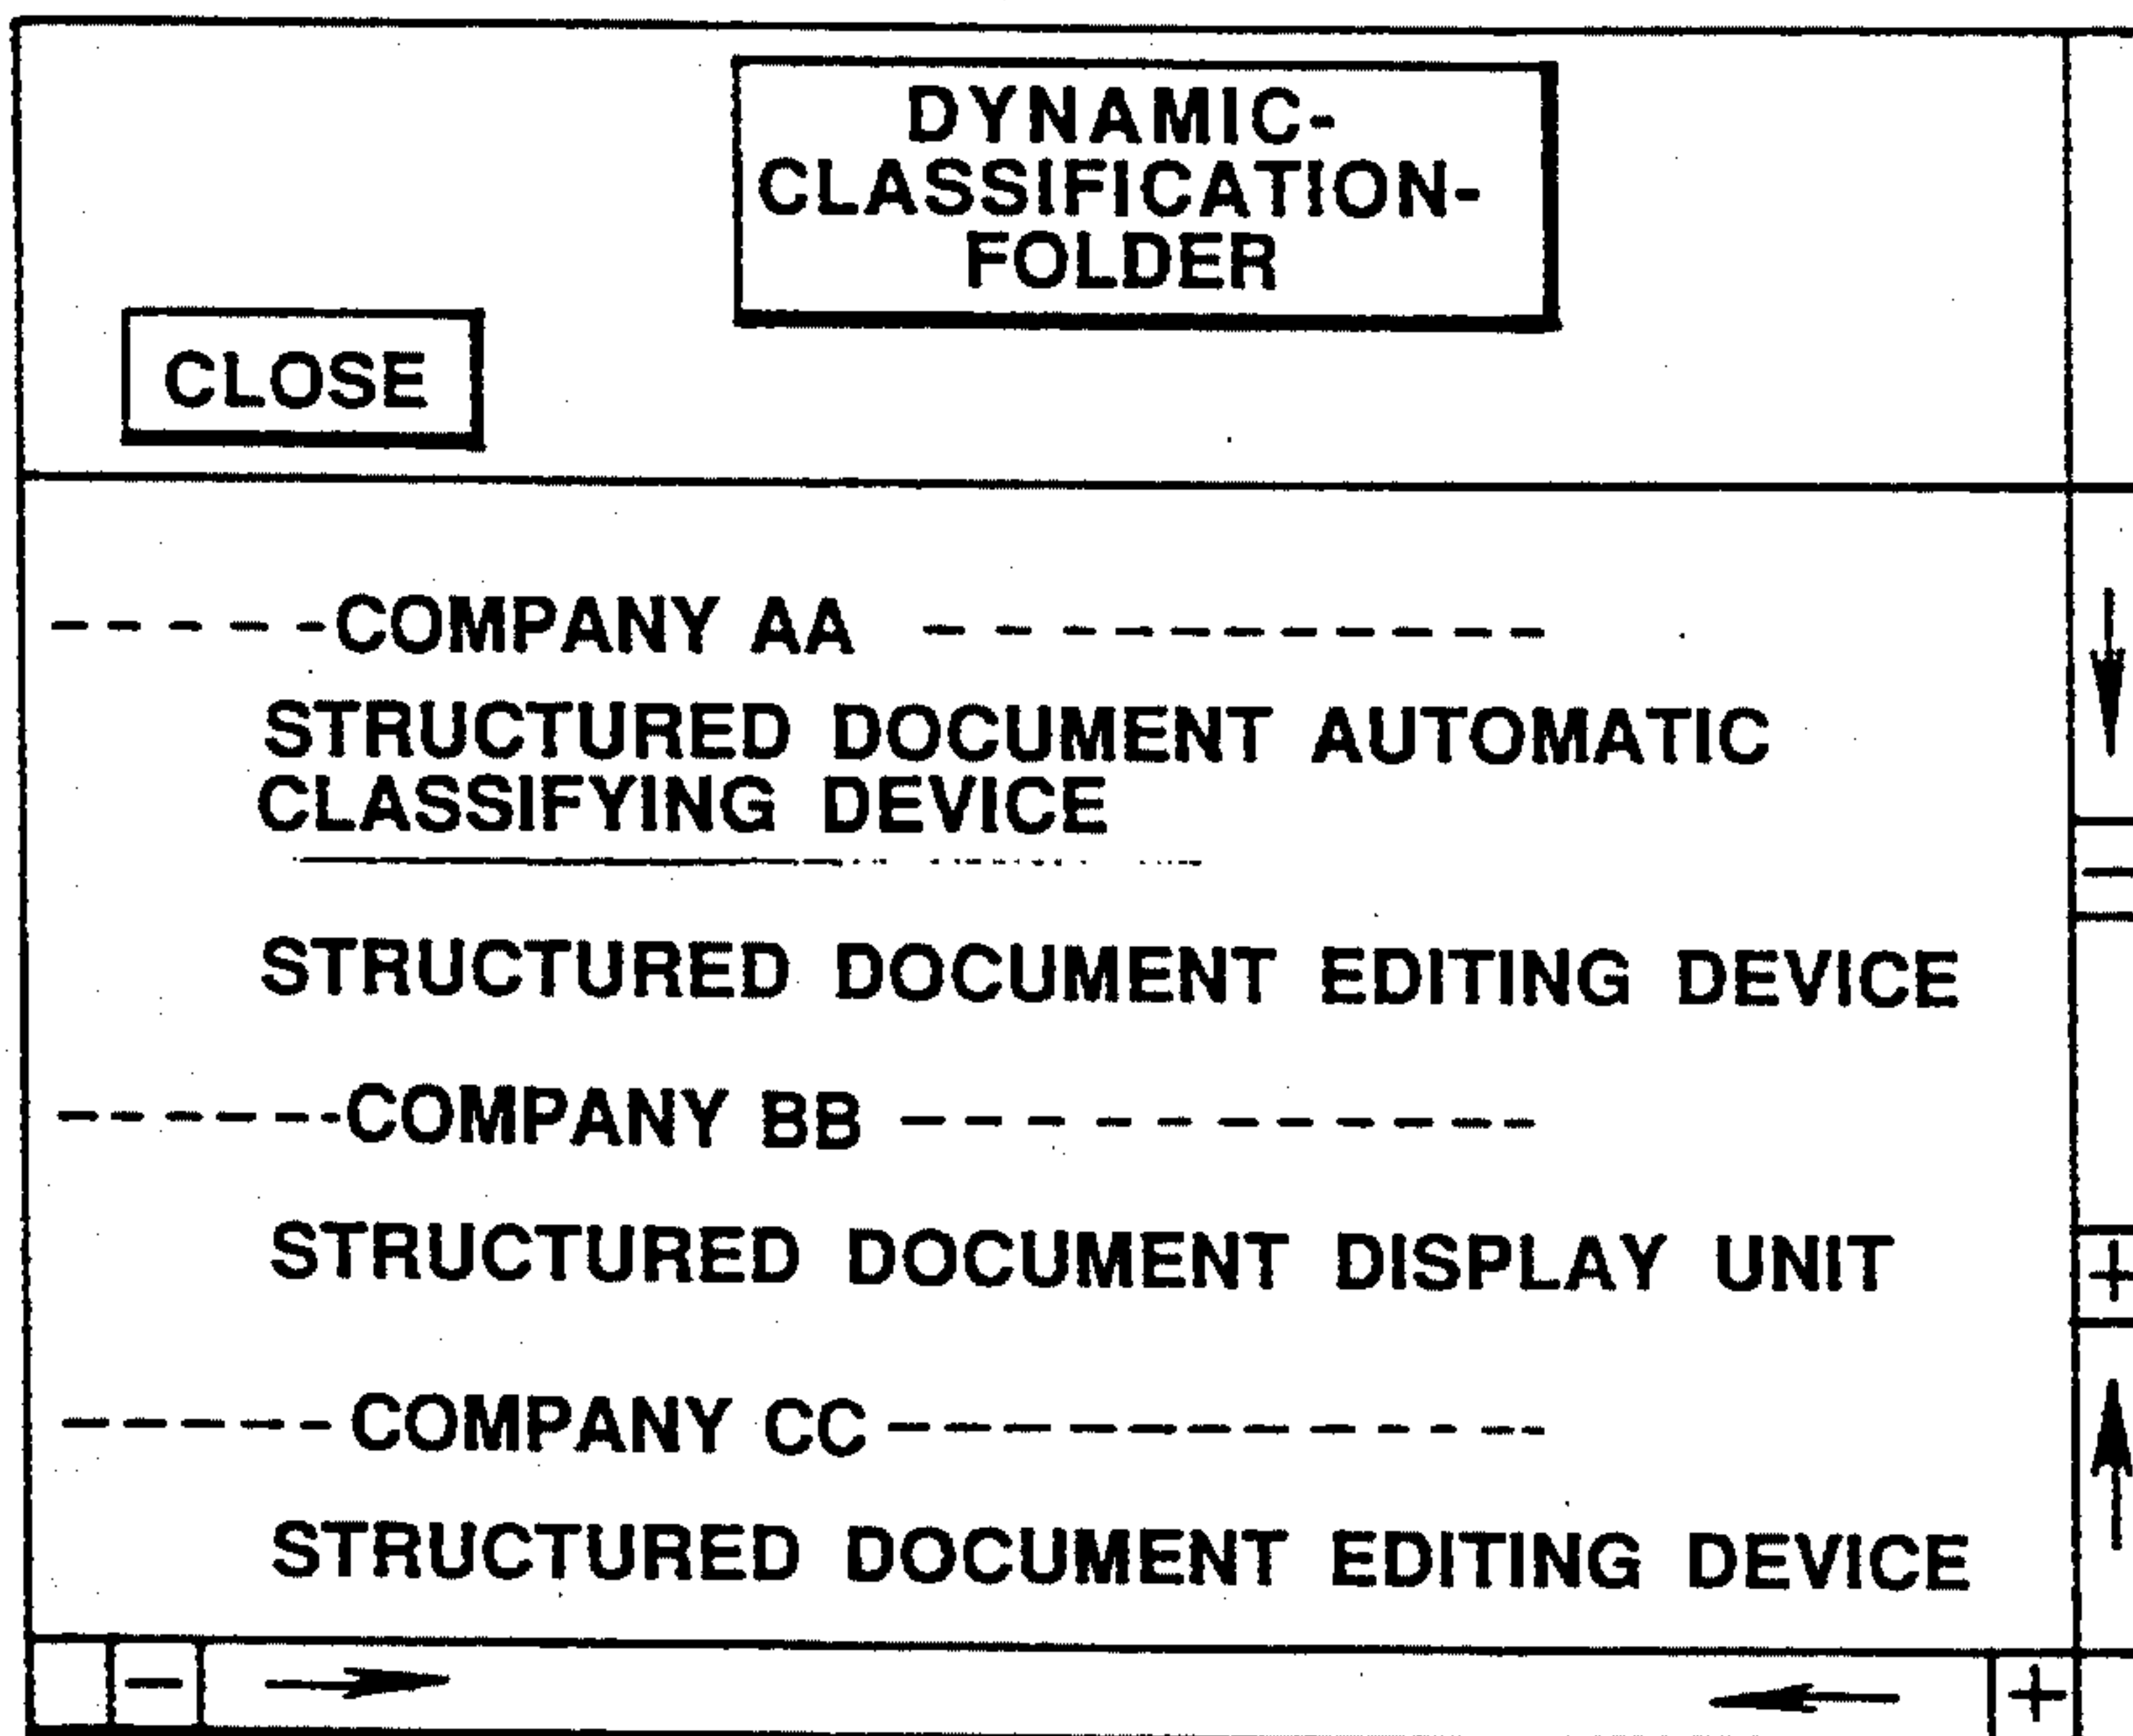 DYNAMIC-
CLASSIFICATION-
FOLDER
CLOSE
-----COMPANY AA -----------
STRUCTURED DOCUMENT AUTOMATIC
CLASSIFYING DEVICE
STRUCTURED DOCUMENT EDITING DEVICE
------COMPANY BB -----------
STRUCTURED DOCUMENT DISPLAY UNIT
-----COMPANY CC------------
STRUCTURED DOCUMENT EDITING DEVICE